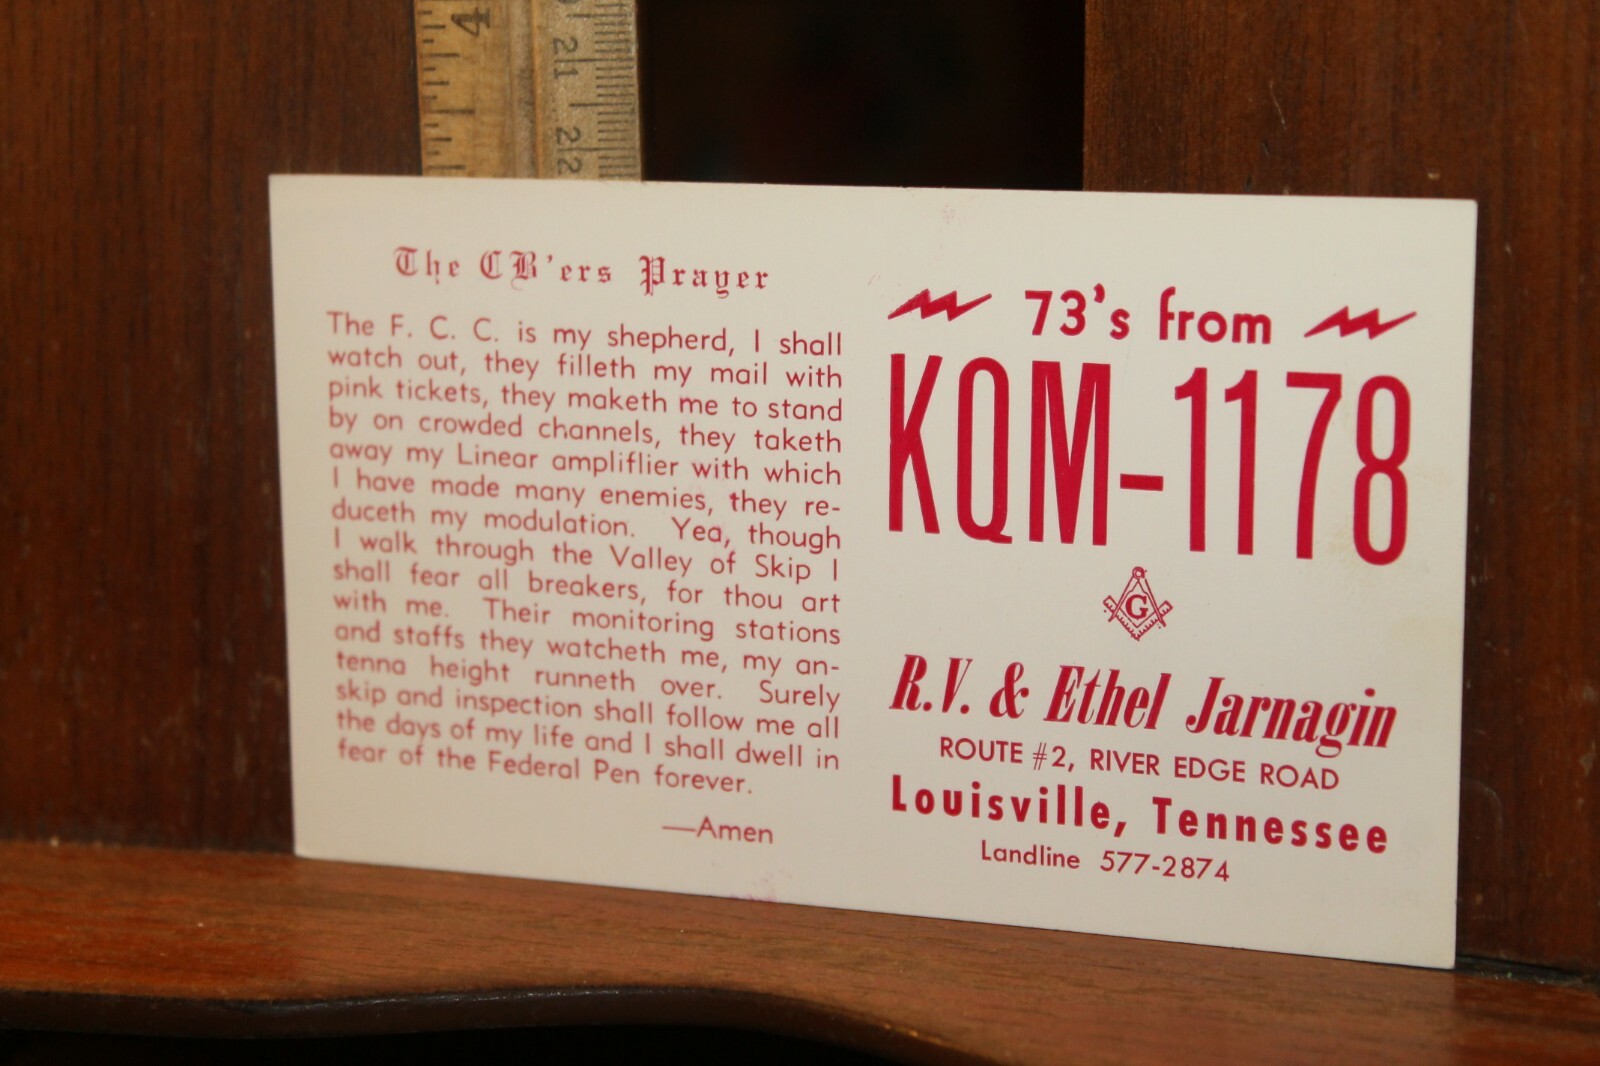 4
21
22
The CB'ers Prayer
The F. C. C. is my shepherd, I shall
watch out, they filleth my mail with
pink tickets, they maketh me to stand
by on crowded channels, they taketh
away my Linear ampliflier with which
I have made many enemies, they re-
duceth my modulation. Yea, though
I walk through the Valley of Skip I
shall fear all breakers, for thou art
with me. Their monitoring stations
and staffs they watcheth me, my an-
tenna height runneth over. Surely
skip and inspection shall follow me all
the days of my life and I shall dwell in
fear of the Federal Pen forever.
—Amen
73's from
KQM-1178
G
R.V. & Ethel Jarnagin
ROUTE #2, RIVER EDGE ROAD
Louisville, Tennessee
Landline 577-2874